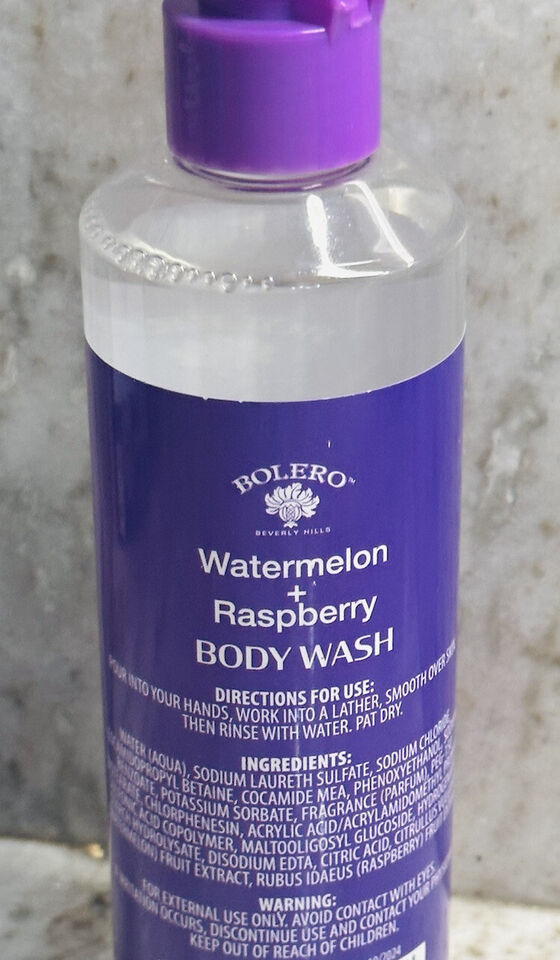 BOLERO™
BEVERLY HILLS
Watermelon
+
Raspberry
BODY WASH
DIRECTIONS FOR USE:
POUR INTO YOUR HANDS, WORK INTO A LATHER, SMOOTH OVER SKIN,
THEN RINSE WITH WATER. PAT DRY.
INGREDIENTS:
WATER (AQUA), SODIUM LAURETH SULFATE, SODIUM CHLORIDE,
BETAINE, COCAMIDE MEA, PHENOXYETHANOL,
POTASSIUM SORBATE, FRAGRANCE (PARFUM),
CHLORPHENESIN, ACRYLIC ACID/ACRYLAMIDOMETHYL
ACID COPOLYMER, MALTOOLIGOSYL GLUCOSIDE,
DISODIUM EDTA, CITRIC ACID, CITRULLUS
FRUIT EXTRACT, RUBUS IDAEUS (RASPBERRY)
WARNING:
FOR EXTERNAL USE ONLY. AVOID CONTACT WITH EYES.
OCCURS, DISCONTINUE USE AND CONTACT YOUR
KEEP OUT OF REACH OF CHILDREN.